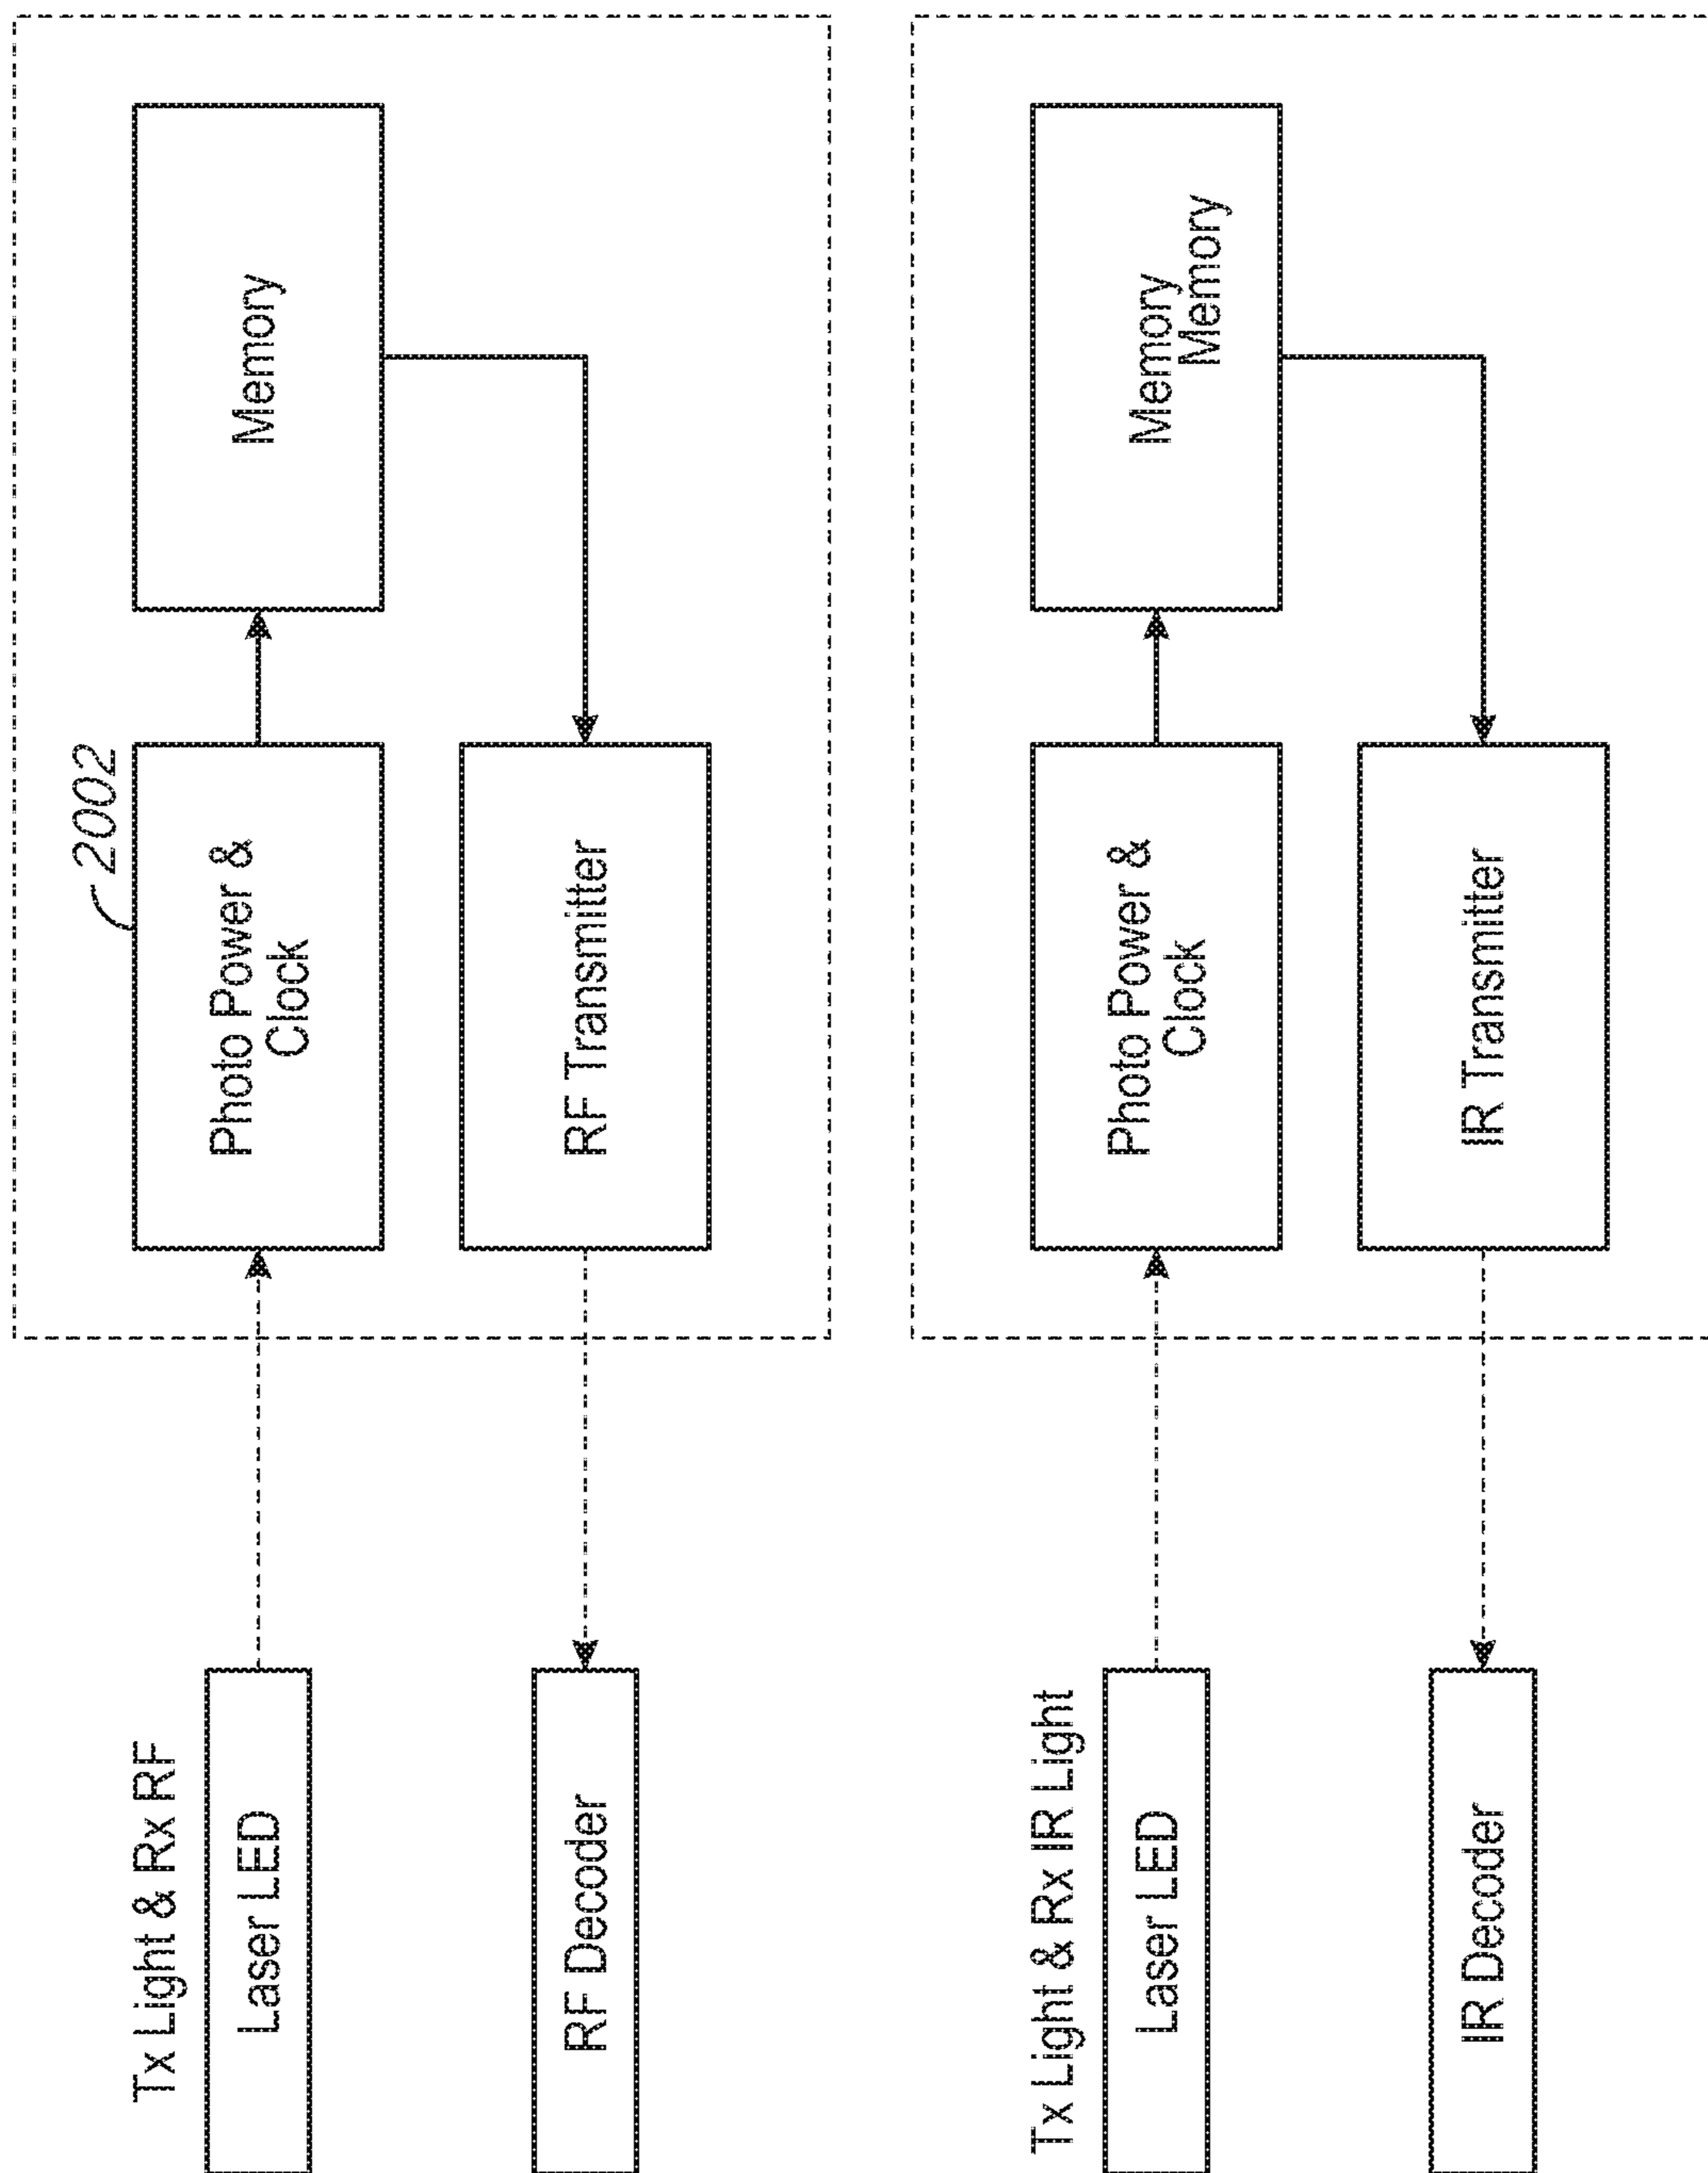 Tx Light & Rx RF
Laser LED
2002
Photo Power &
Clock
Memory
RF Decoder
RF Transmitter
Tx Light & Rx IR Light
Laser LED
Photo Power &
Clock
Memory
Memory
IR Decoder
IR Transmitter